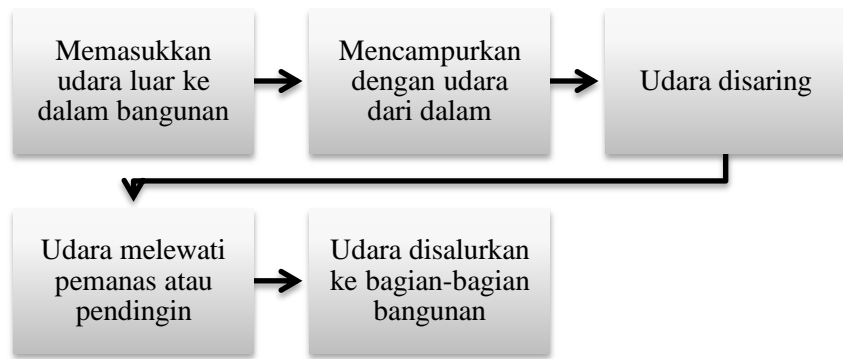 Memasukkan
udara luar ke
dalam bangunan
Mencampurkan
dengan udara
dari dalam
Udara disaring
Udara melewati
pemanas atau
pendingin
Udara disalurkan
ke bagian-bagian
bangunan